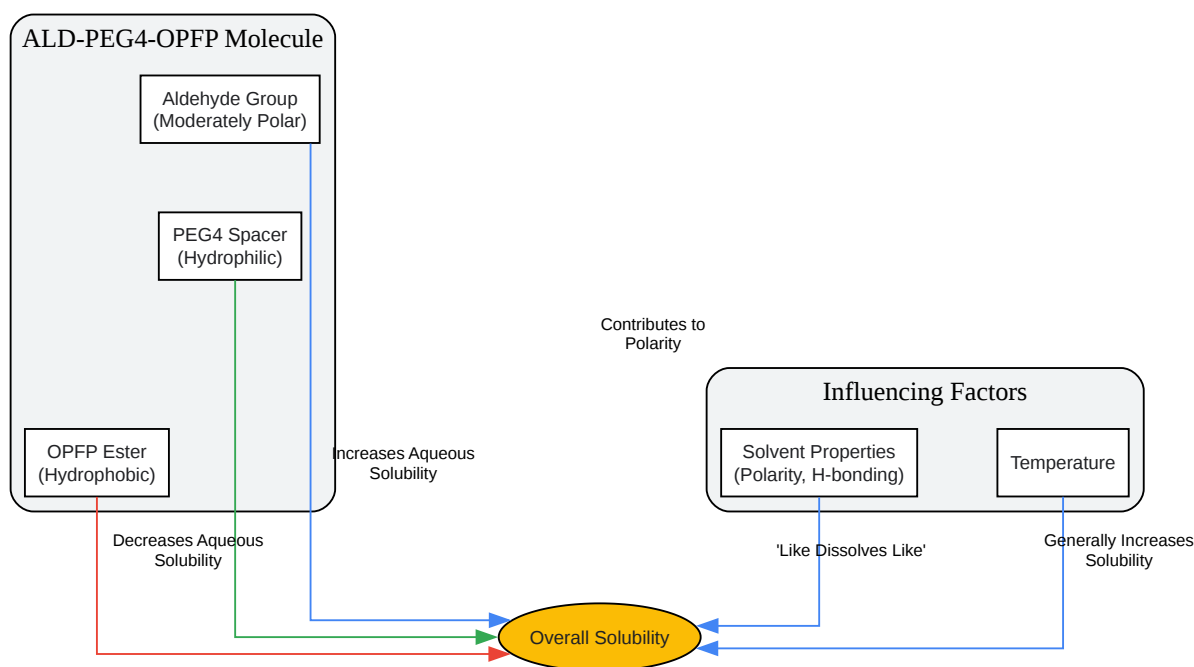 ALD-PEG4-OPFP Molecule
Aldehyde Group
(Moderately Polar)
PEG4 Spacer
(Hydrophilic)
OPFP Ester
(Hydrophobic)
Contributes to
Polarity
Increases Aqueous
Solubility
Decreases Aqueous
Solubility
Influencing Factors
Solvent Properties
(Polarity, H-bonding)
Temperature
'Like Dissolves Like'
Generally Increases
Solubility
Overall Solubility